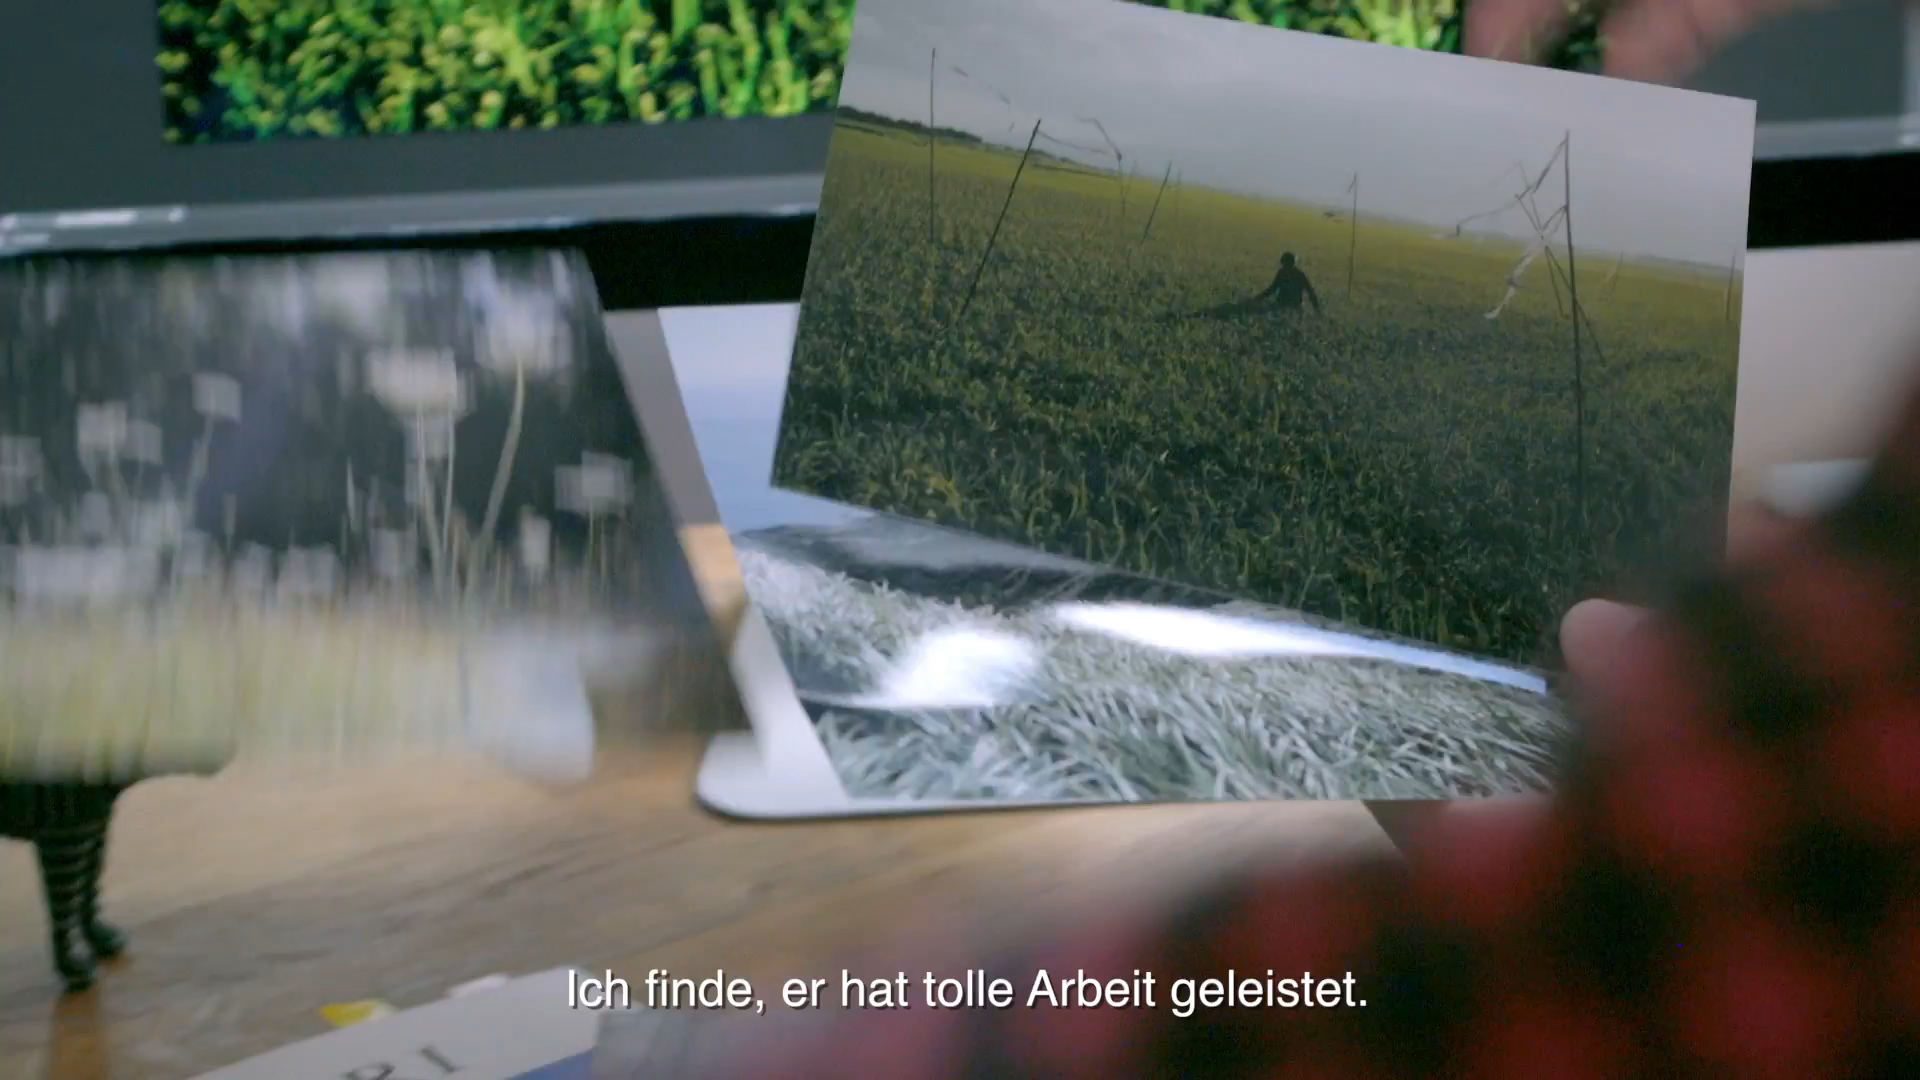 Ich finde, er hat tolle Arbeit geleistet.